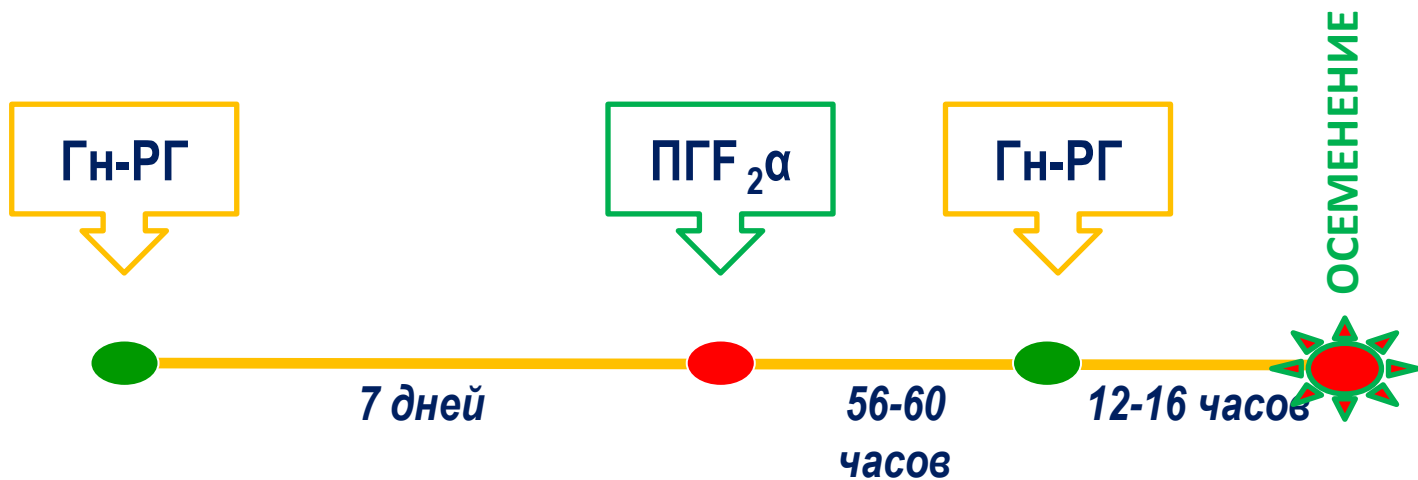 ОСЕМЕНЕНИЕ
Гн-РГ
ПГF₂α
Гн-РГ
7 дней
56-60
часов
12-16 часов